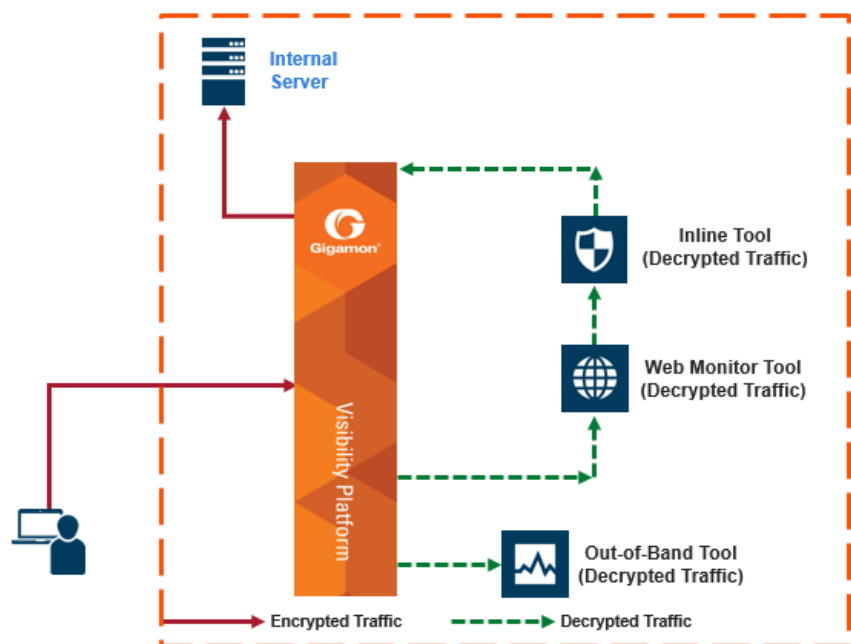 Internal
Server
Gigamon®
Inline Tool
(Decrypted Traffic)
Web Monitor Tool
(Decrypted Traffic)
Visibility Platform
Out-of-Band Tool
(Decrypted Traffic)
Encrypted Traffic
Decrypted Traffic